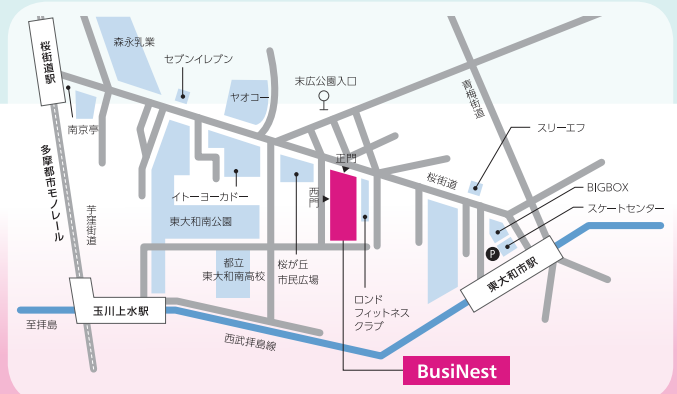 桜街道駅
森永乳業
セブンイレブン
ヤオコー
末広公園入口
青梅街道
南京亭
スリーエフ
多摩都市モノレール
芋窪街道
イトーヨーカドー
正門
西門
桜街道
BIGBOX
スケートセンター
東大和南公園
P
東大和市駅
都立
東大和南高校
桜が丘
市民広場
ロンド
フィットネス
クラブ
玉川上水駅
至拝島
西武拝島線
BusiNest